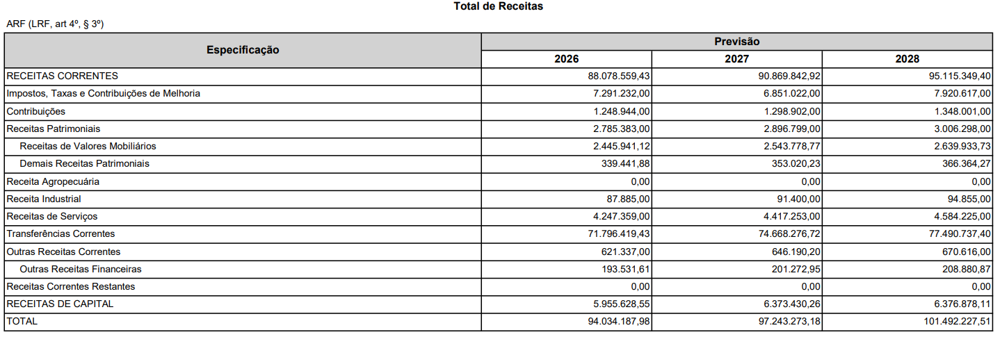 Total de Receitas
ARF (LRF, art 4º, § 3º)
Especificação Previsão
2026 2027 2028
RECEITAS CORRENTES 88.078.559,43 90.869.842,92 95.115.349,40
Impostos, Taxas e Contribuições de Melhoria 7.291.232,00 6.851.022,00 7.920.617,00
Contribuições 1.248.944,00 1.298.902,00 1.348.001,00
Receitas Patrimoniais 2.785.383,00 2.896.799,00 3.006.298,00
Receitas de Valores Mobiliários 2.445.941,12 2.543.778,77 2.639.933,73
Demais Receitas Patrimoniais 339.441,88 353.020,23 366.364,27
Receita Agropecuária 0,00 0,00 0,00
Receita Industrial 87.885,00 91.400,00 94.855,00
Receitas de Serviços 4.247.359,00 4.417.253,00 4.584.225,00
Transferências Correntes 71.796.419,43 74.668.276,72 77.490.737,40
Outras Receitas Correntes 621.337,00 646.190,20 670.616,00
Outras Receitas Financeiras 193.531,61 201.272,95 208.880,87
Receitas Correntes Restantes 0,00 0,00 0,00
RECEITAS DE CAPITAL 5.955.628,55 6.373.430,26 6.376.878,11
TOTAL 94.034.187,98 97.243.273,18 101.492.227,51